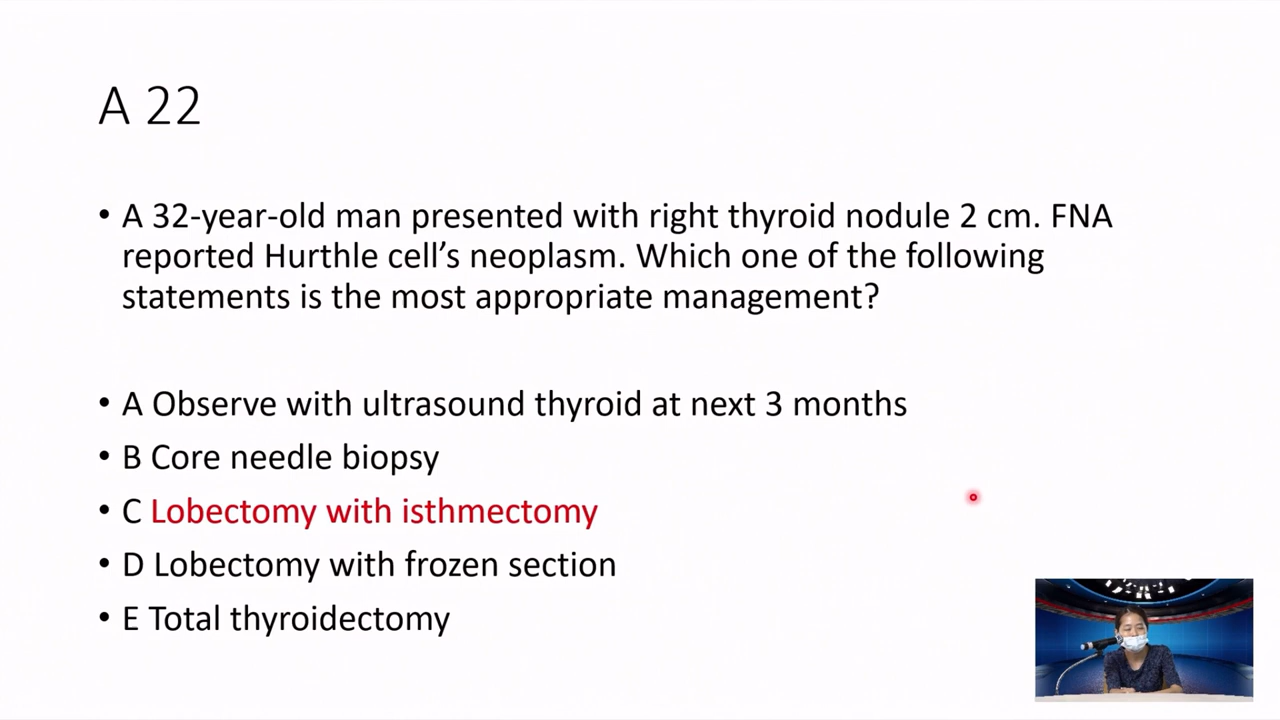 A 22
• A 32-year-old man presented with right thyroid nodule 2 cm. FNA
reported Hurthle cell’s neoplasm. Which one of the following
statements is the most appropriate management?
• A Observe with ultrasound thyroid at next 3 months
• B Core needle biopsy
• C Lobectomy with isthmectomy
• D Lobectomy with frozen section
• E Total thyroidectomy